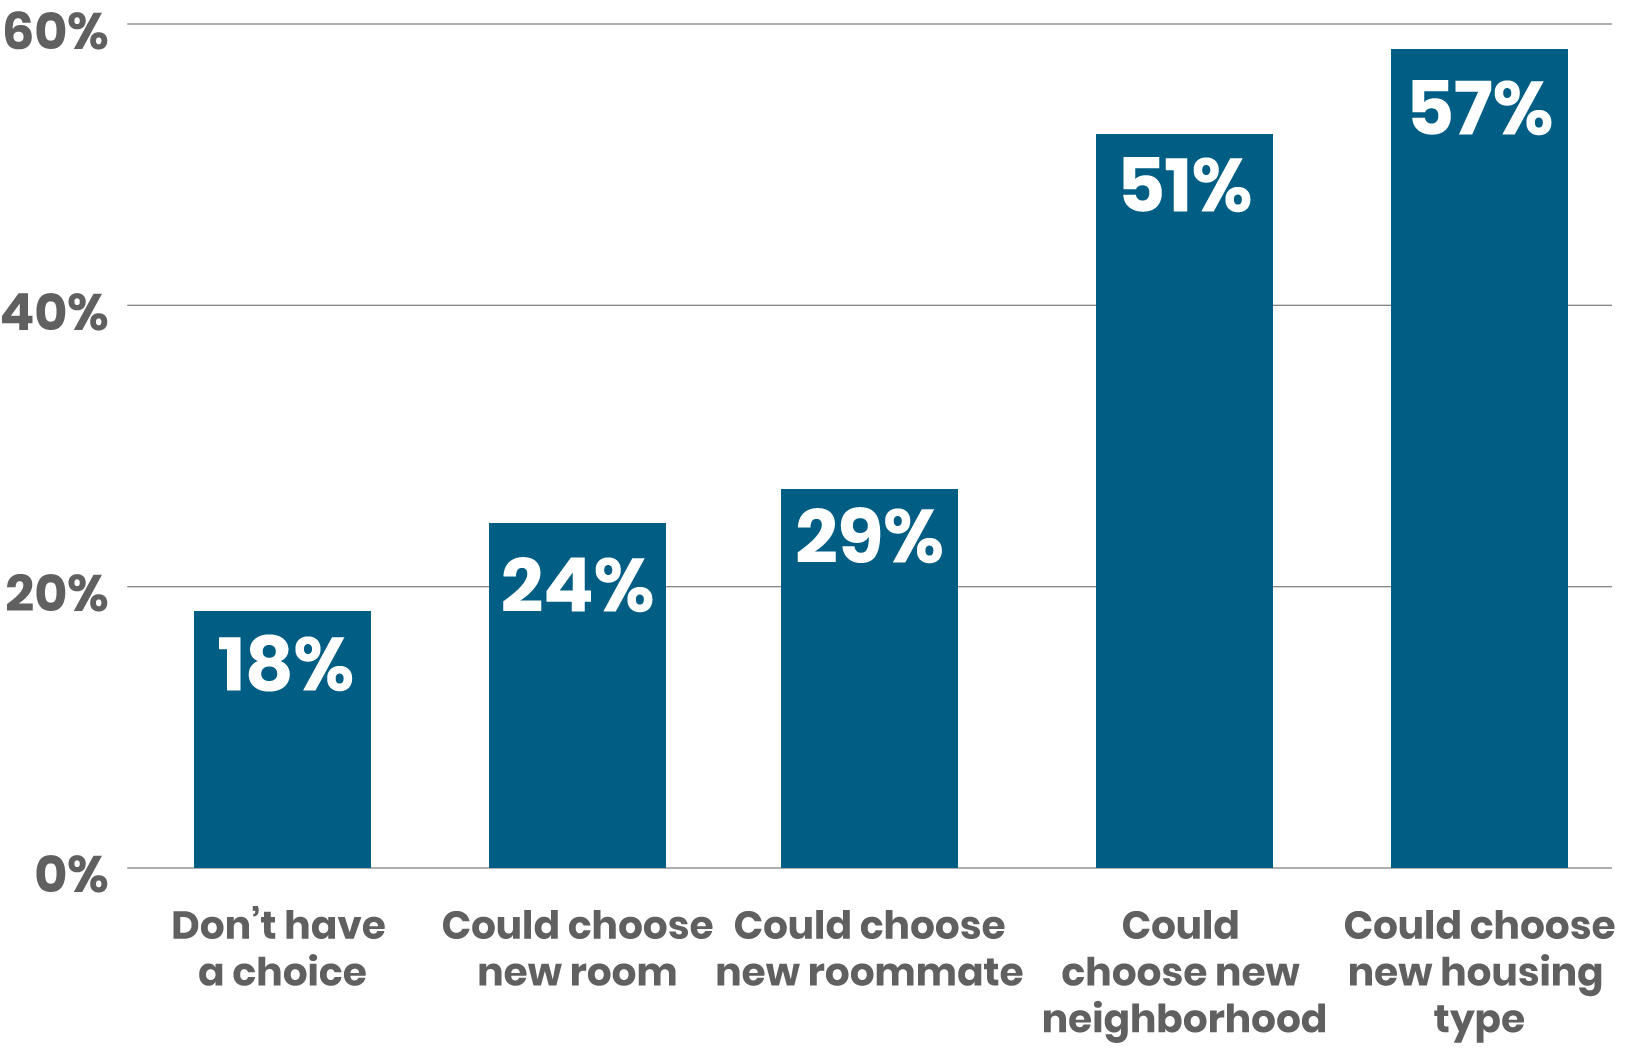 60%
40%
20%
0%
18%
24%
29%
51%
57%
Don’t have
a choice
Could choose
new room
Could choose
new roommate
Could
choose new
neighborhood
Could choose
new housing
type